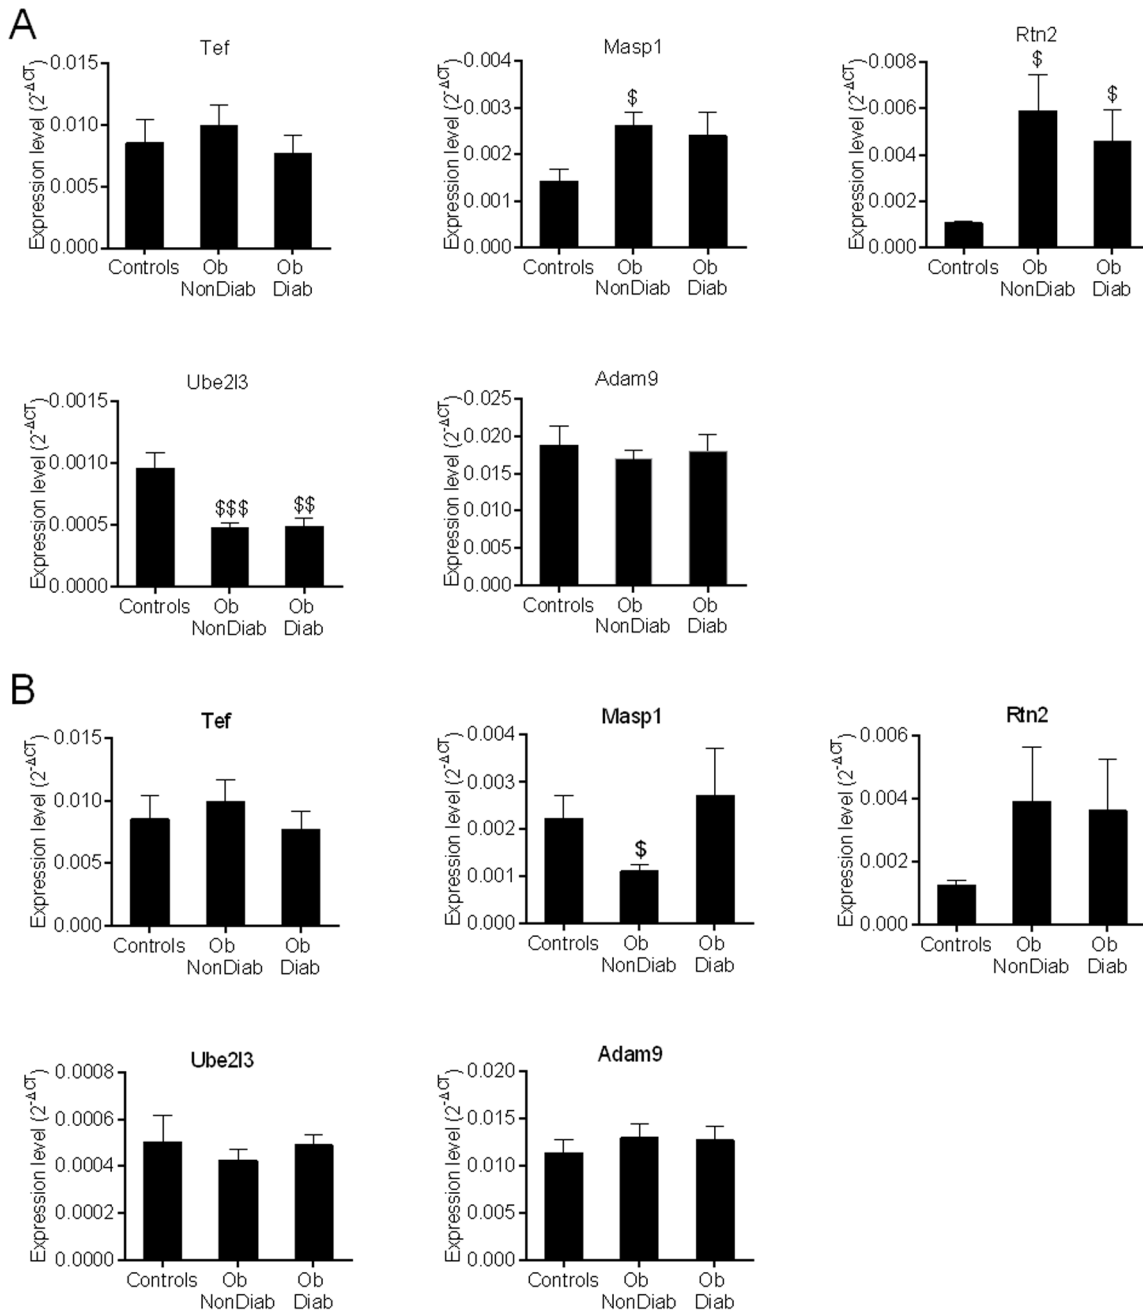 A
Tef
Expression level (2-ΔCT)
0.015
0.010
0.005
0.000
Controls
Ob
NonDiab
Ob
Diab
Masp1
Expression level (2-ΔCT)
0.004
0.003
0.002
0.001
0.000
$
Controls
Ob
NonDiab
Ob
Diab
Rtn2
Expression level (2-ΔCT)
0.008
0.006
0.004
0.002
0.000
$
$
Controls
Ob
NonDiab
Ob
Diab
Ube2l3
Expression level (2-ΔCT)
0.0015
0.0010
0.0005
0.0000
$$$
$$
Controls
Ob
NonDiab
Ob
Diab
Adam9
Expression level (2-ΔCT)
0.025
0.020
0.015
0.010
0.005
0.000
Controls
Ob
NonDiab
Ob
Diab
B
Tef
Expression level (2-ΔCT)
0.015
0.010
0.005
0.000
Controls
Ob
NonDiab
Ob
Diab
Masp1
Expression level (2-ΔCT)
0.004
0.003
0.002
0.001
0.000
$
Controls
Ob
NonDiab
Ob
Diab
Rtn2
Expression level (2-ΔCT)
0.006
0.004
0.002
0.000
Controls
Ob
NonDiab
Ob
Diab
Ube2l3
Expression level (2-ΔCT)
0.0008
0.0006
0.0004
0.0002
0.0000
Controls
Ob
NonDiab
Ob
Diab
Adam9
Expression level (2-ΔCT)
0.020
0.015
0.010
0.005
0.000
Controls
Ob
NonDiab
Ob
Diab